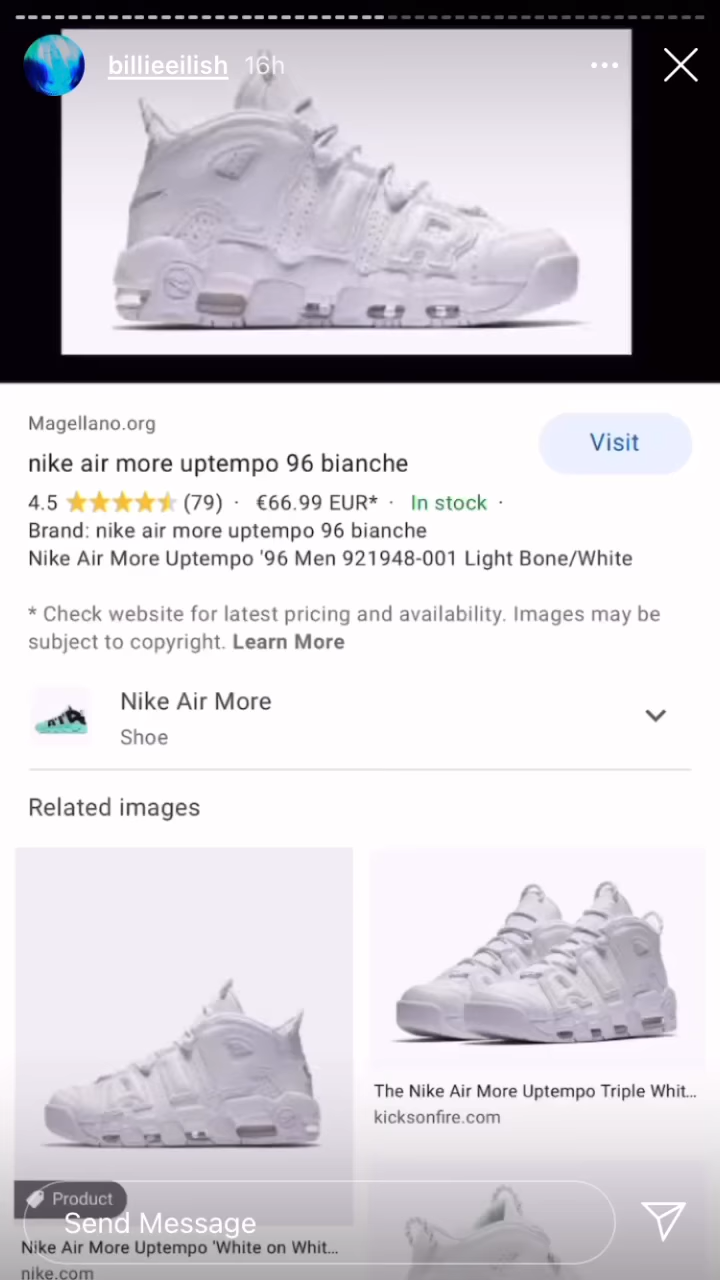 billieeilish 16h
Magellano.org
Visit
nike air more uptempo 96 bianche
4.5 (79) · €66.99 EUR* · In stock ·
Brand: nike air more uptempo 96 bianche
Nike Air More Uptempo '96 Men 921948-001 Light Bone/White
* Check website for latest pricing and availability. Images may be
subject to copyright. Learn More
Nike Air More
Shoe
Related images
The Nike Air More Uptempo Triple Whit...
kicksonfire.com
Product
Send Message
Nike Air More Uptempo 'White on Whit...
nike.com